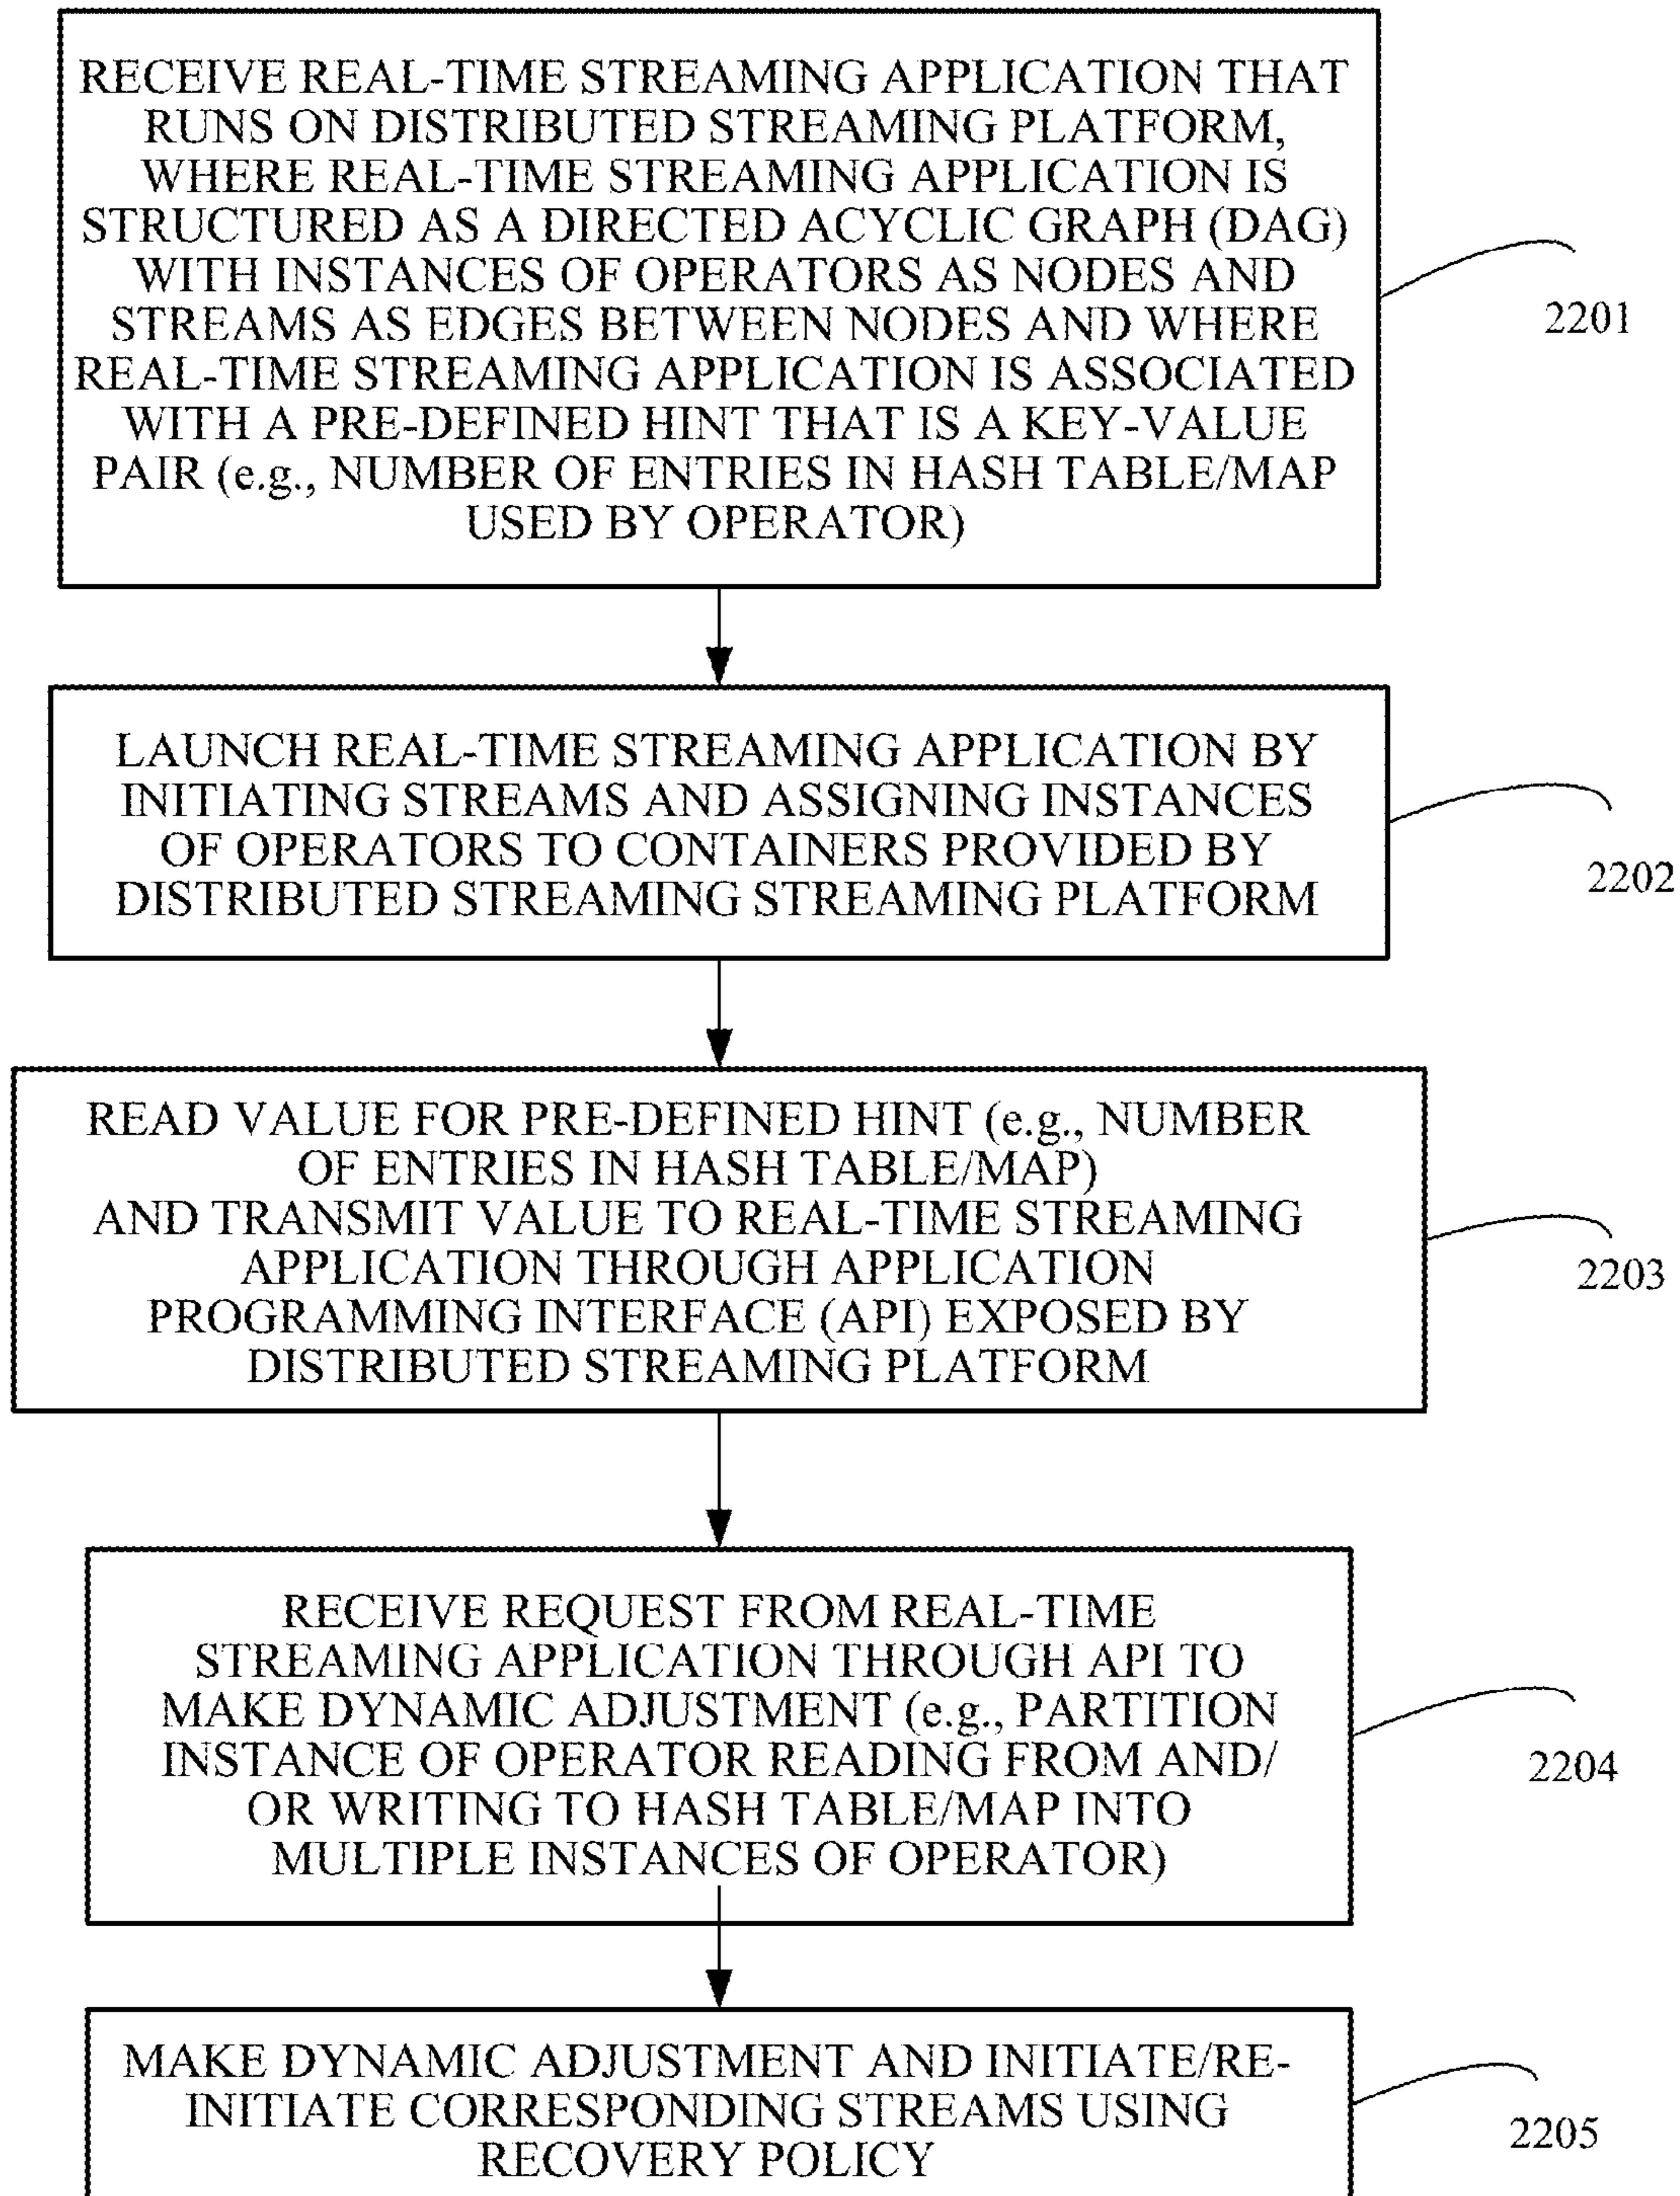 RECEIVE REAL-TIME STREAMING APPLICATION THAT
RUNS ON DISTRIBUTED STREAMING PLATFORM,
WHERE REAL-TIME STREAMING APPLICATION IS
STRUCTURED AS A DIRECTED ACYCLIC GRAPH (DAG)
WITH INSTANCES OF OPERATORS AS NODES AND
STREAMS AS EDGES BETWEEN NODES AND WHERE
REAL-TIME STREAMING APPLICATION IS ASSOCIATED
WITH A PRE-DEFINED HINT THAT IS A KEY-VALUE
PAIR (e.g., NUMBER OF ENTRIES IN HASH TABLE/MAP
USED BY OPERATOR)
2201
LAUNCH REAL-TIME STREAMING APPLICATION BY
INITIATING STREAMS AND ASSIGNING INSTANCES
OF OPERATORS TO CONTAINERS PROVIDED BY
DISTRIBUTED STREAMING STREAMING PLATFORM
2202
READ VALUE FOR PRE-DEFINED HINT (e.g., NUMBER
OF ENTRIES IN HASH TABLE/MAP)
AND TRANSMIT VALUE TO REAL-TIME STREAMING
APPLICATION THROUGH APPLICATION
PROGRAMMING INTERFACE (API) EXPOSED BY
DISTRIBUTED STREAMING PLATFORM
2203
RECEIVE REQUEST FROM REAL-TIME
STREAMING APPLICATION THROUGH API TO
MAKE DYNAMIC ADJUSTMENT (e.g., PARTITION
INSTANCE OF OPERATOR READING FROM AND/
OR WRITING TO HASH TABLE/MAP INTO
MULTIPLE INSTANCES OF OPERATOR)
2204
MAKE DYNAMIC ADJUSTMENT AND INITIATE/RE-
INITIATE CORRESPONDING STREAMS USING
RECOVERY POLICY
2205